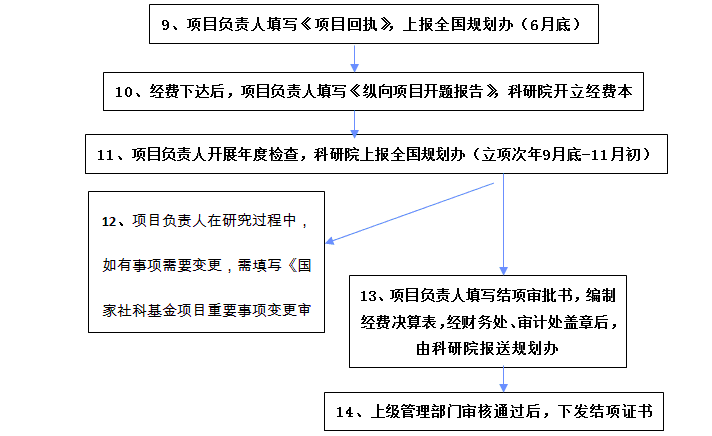 9、项目负责人填写《项目回执》，上报全国规划办（6月底）
10、经费下达后，项目负责人填写《纵向项目开题报告》，科研院开立经费本
11、项目负责人开展年度检查，科研院上报全国规划办（立项次年9月底-11月初）
12、项目负责人在研究过程中，
如有事项需要变更，需填写《国
家社科基金项目重要事项变更审
13、项目负责人填写结项审批书，编制
经费决算表，经财务处、审计处盖章后，
由科研院报送规划办
14、上级管理部门审核通过后，下发结项证书